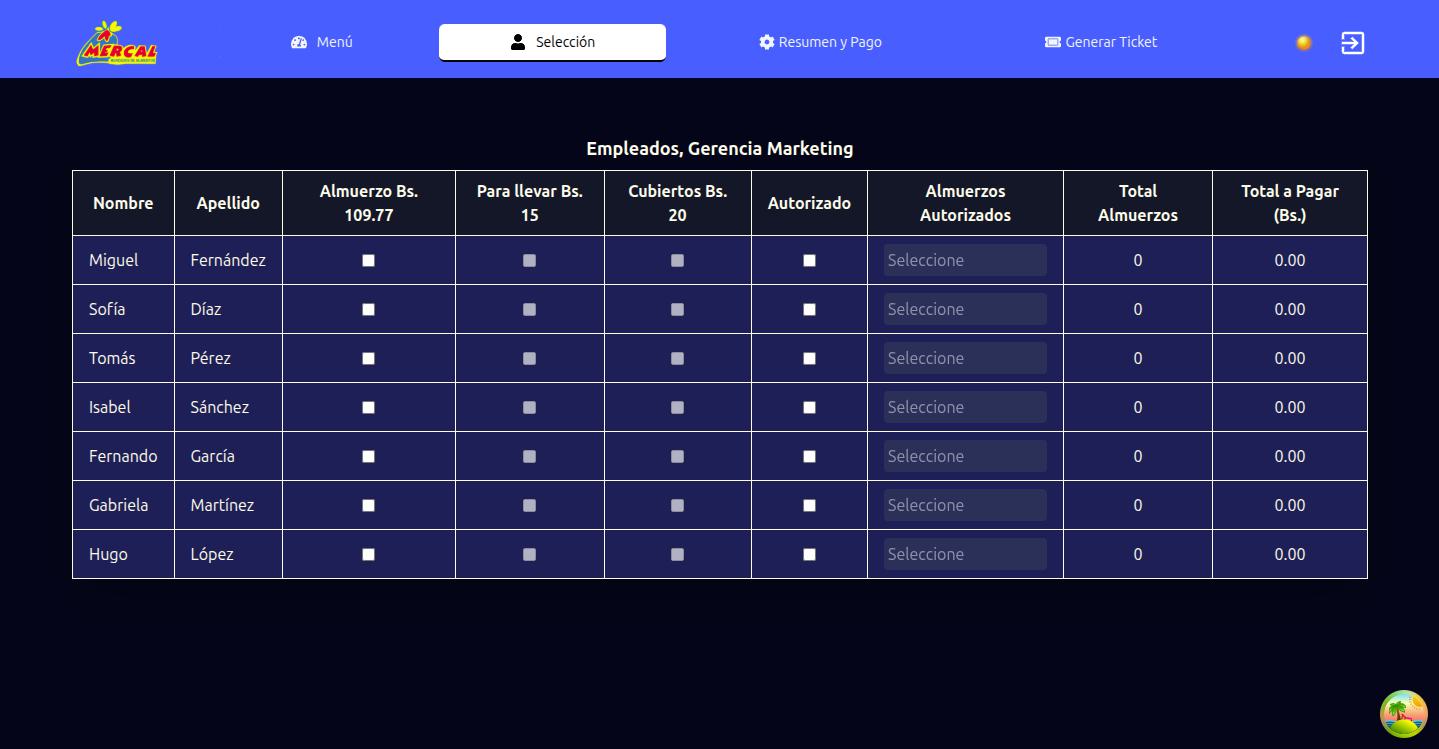 MERCAL
Menú
Selección
Resumen y Pago
Generar Ticket
Empleados, Gerencia Marketing
Nombre Apellido Almuerzo Bs. 109.77 Para llevar Bs. 15 Cubiertos Bs. 20 Autorizado Almuerzos Autorizados Total Almuerzos Total a Pagar (Bs.)
Miguel Fernández Seleccione 0 0.00
Sofía Díaz Seleccione 0 0.00
Tomás Pérez Seleccione 0 0.00
Isabel Sánchez Seleccione 0 0.00
Fernando García Seleccione 0 0.00
Gabriela Martínez Seleccione 0 0.00
Hugo López Seleccione 0 0.00